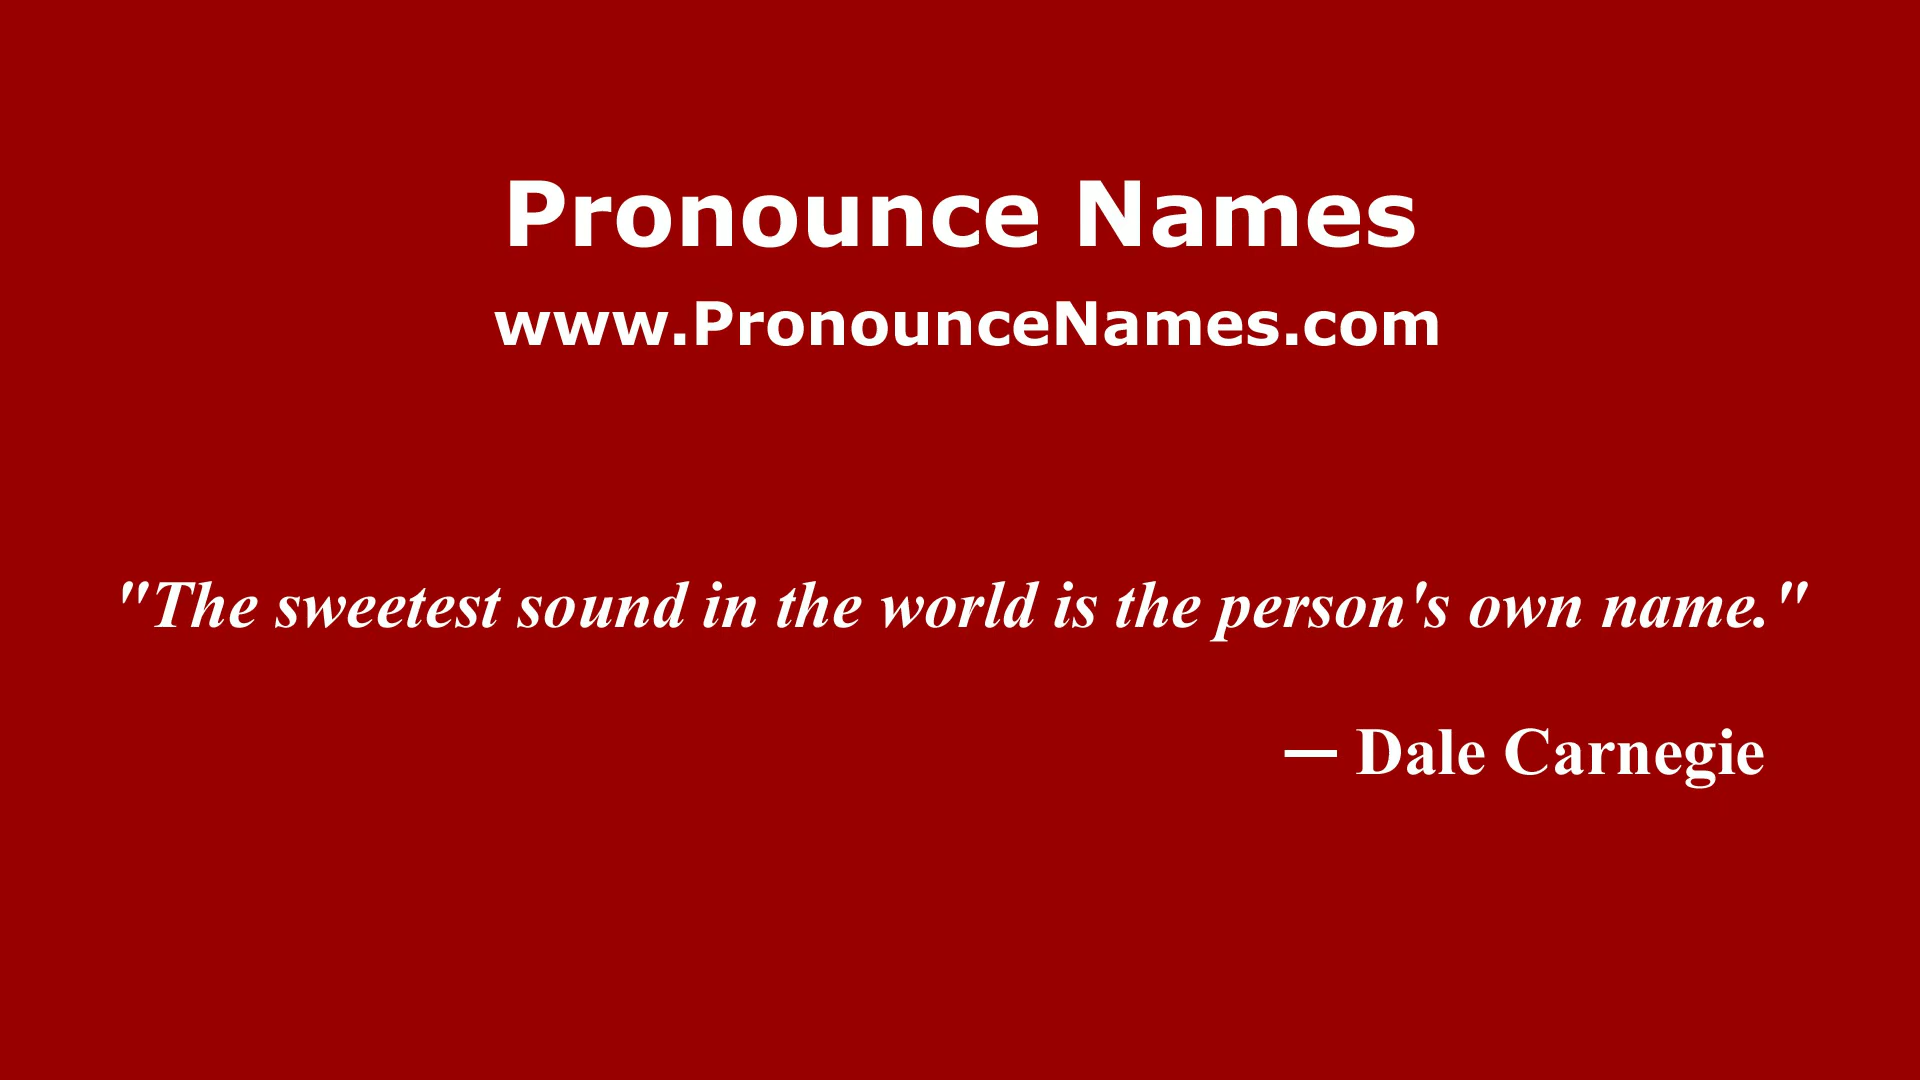 Pronounce Names
www.PronounceNames.com
"The sweetest sound in the world is the person's own name."
— Dale Carnegie